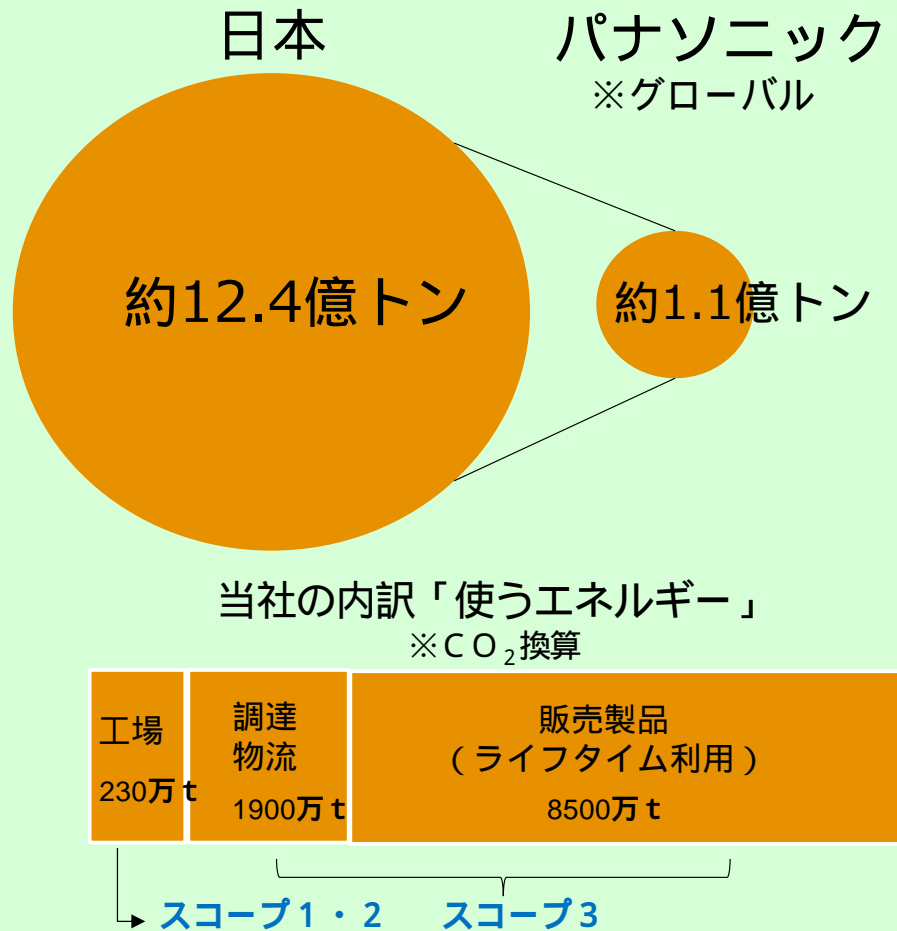 日本
パナソニック
※グローバル
約12.4億トン
約1.1億トン
当社の内訳「使うエネルギー」
※CO₂換算
工場
230万t
調達
物流
1900万t
販売製品
(ライフタイム利用)
8500万t
スコープ1・2
スコープ3